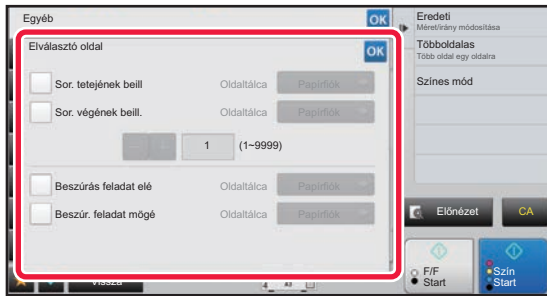 Egyéb
OK
Elválasztó oldal
OK
Sor. tetejének beill
Oldaltálca
Papírfiók
Sor. végének beill.
Oldaltálca
Papírfiók
1
(1~9999)
Beszúrás feladat elé
Oldaltálca
Papírfiók
Beszúr. feladat mögé
Oldaltálca
Papírfiók
Vissza
Eredeti
Méret/irány módosítása
Többoldalas
Több oldal egy oldalra
Színes mód
Előnézet
CA
F/F
Start
Szín
Start